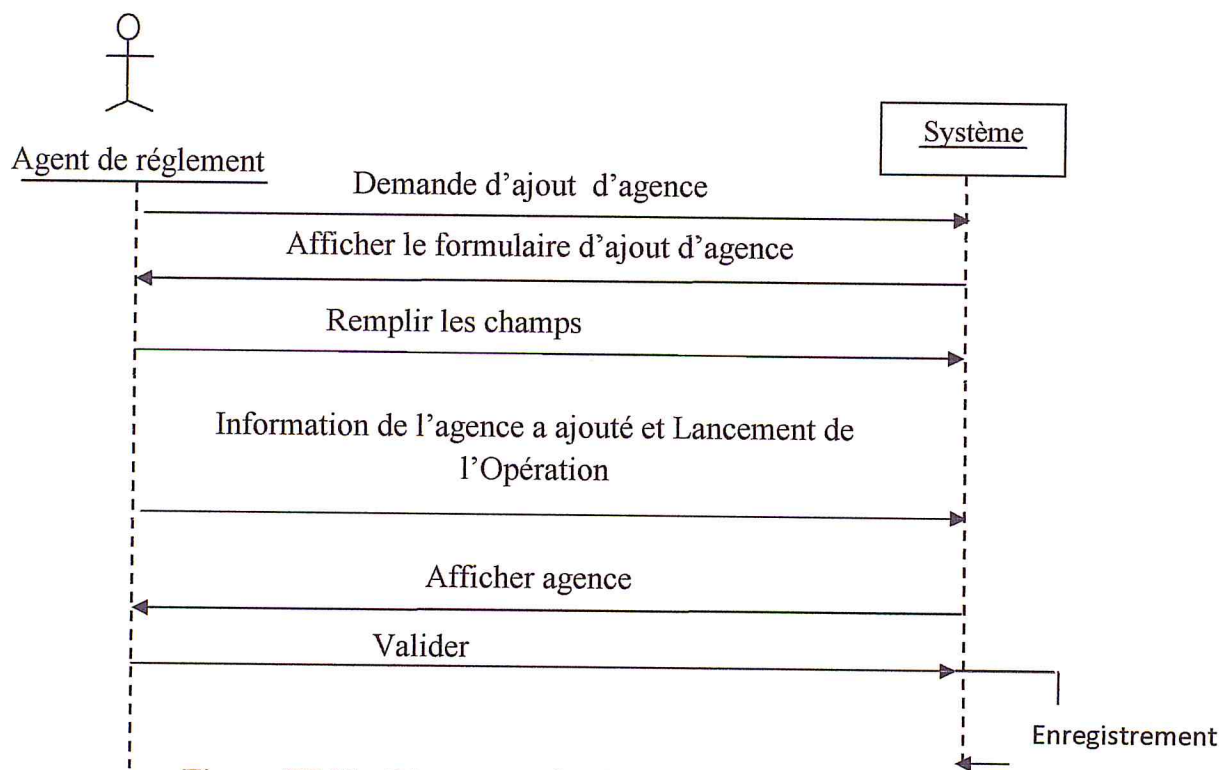 Système
Agent de réglement
Demande d'ajout d'agence
Afficher le formulaire d'ajout d'agence
Remplir les champs
Information de l'agence a ajouté et Lancement de
l'Opération
Afficher agence
Valider
Enregistrement